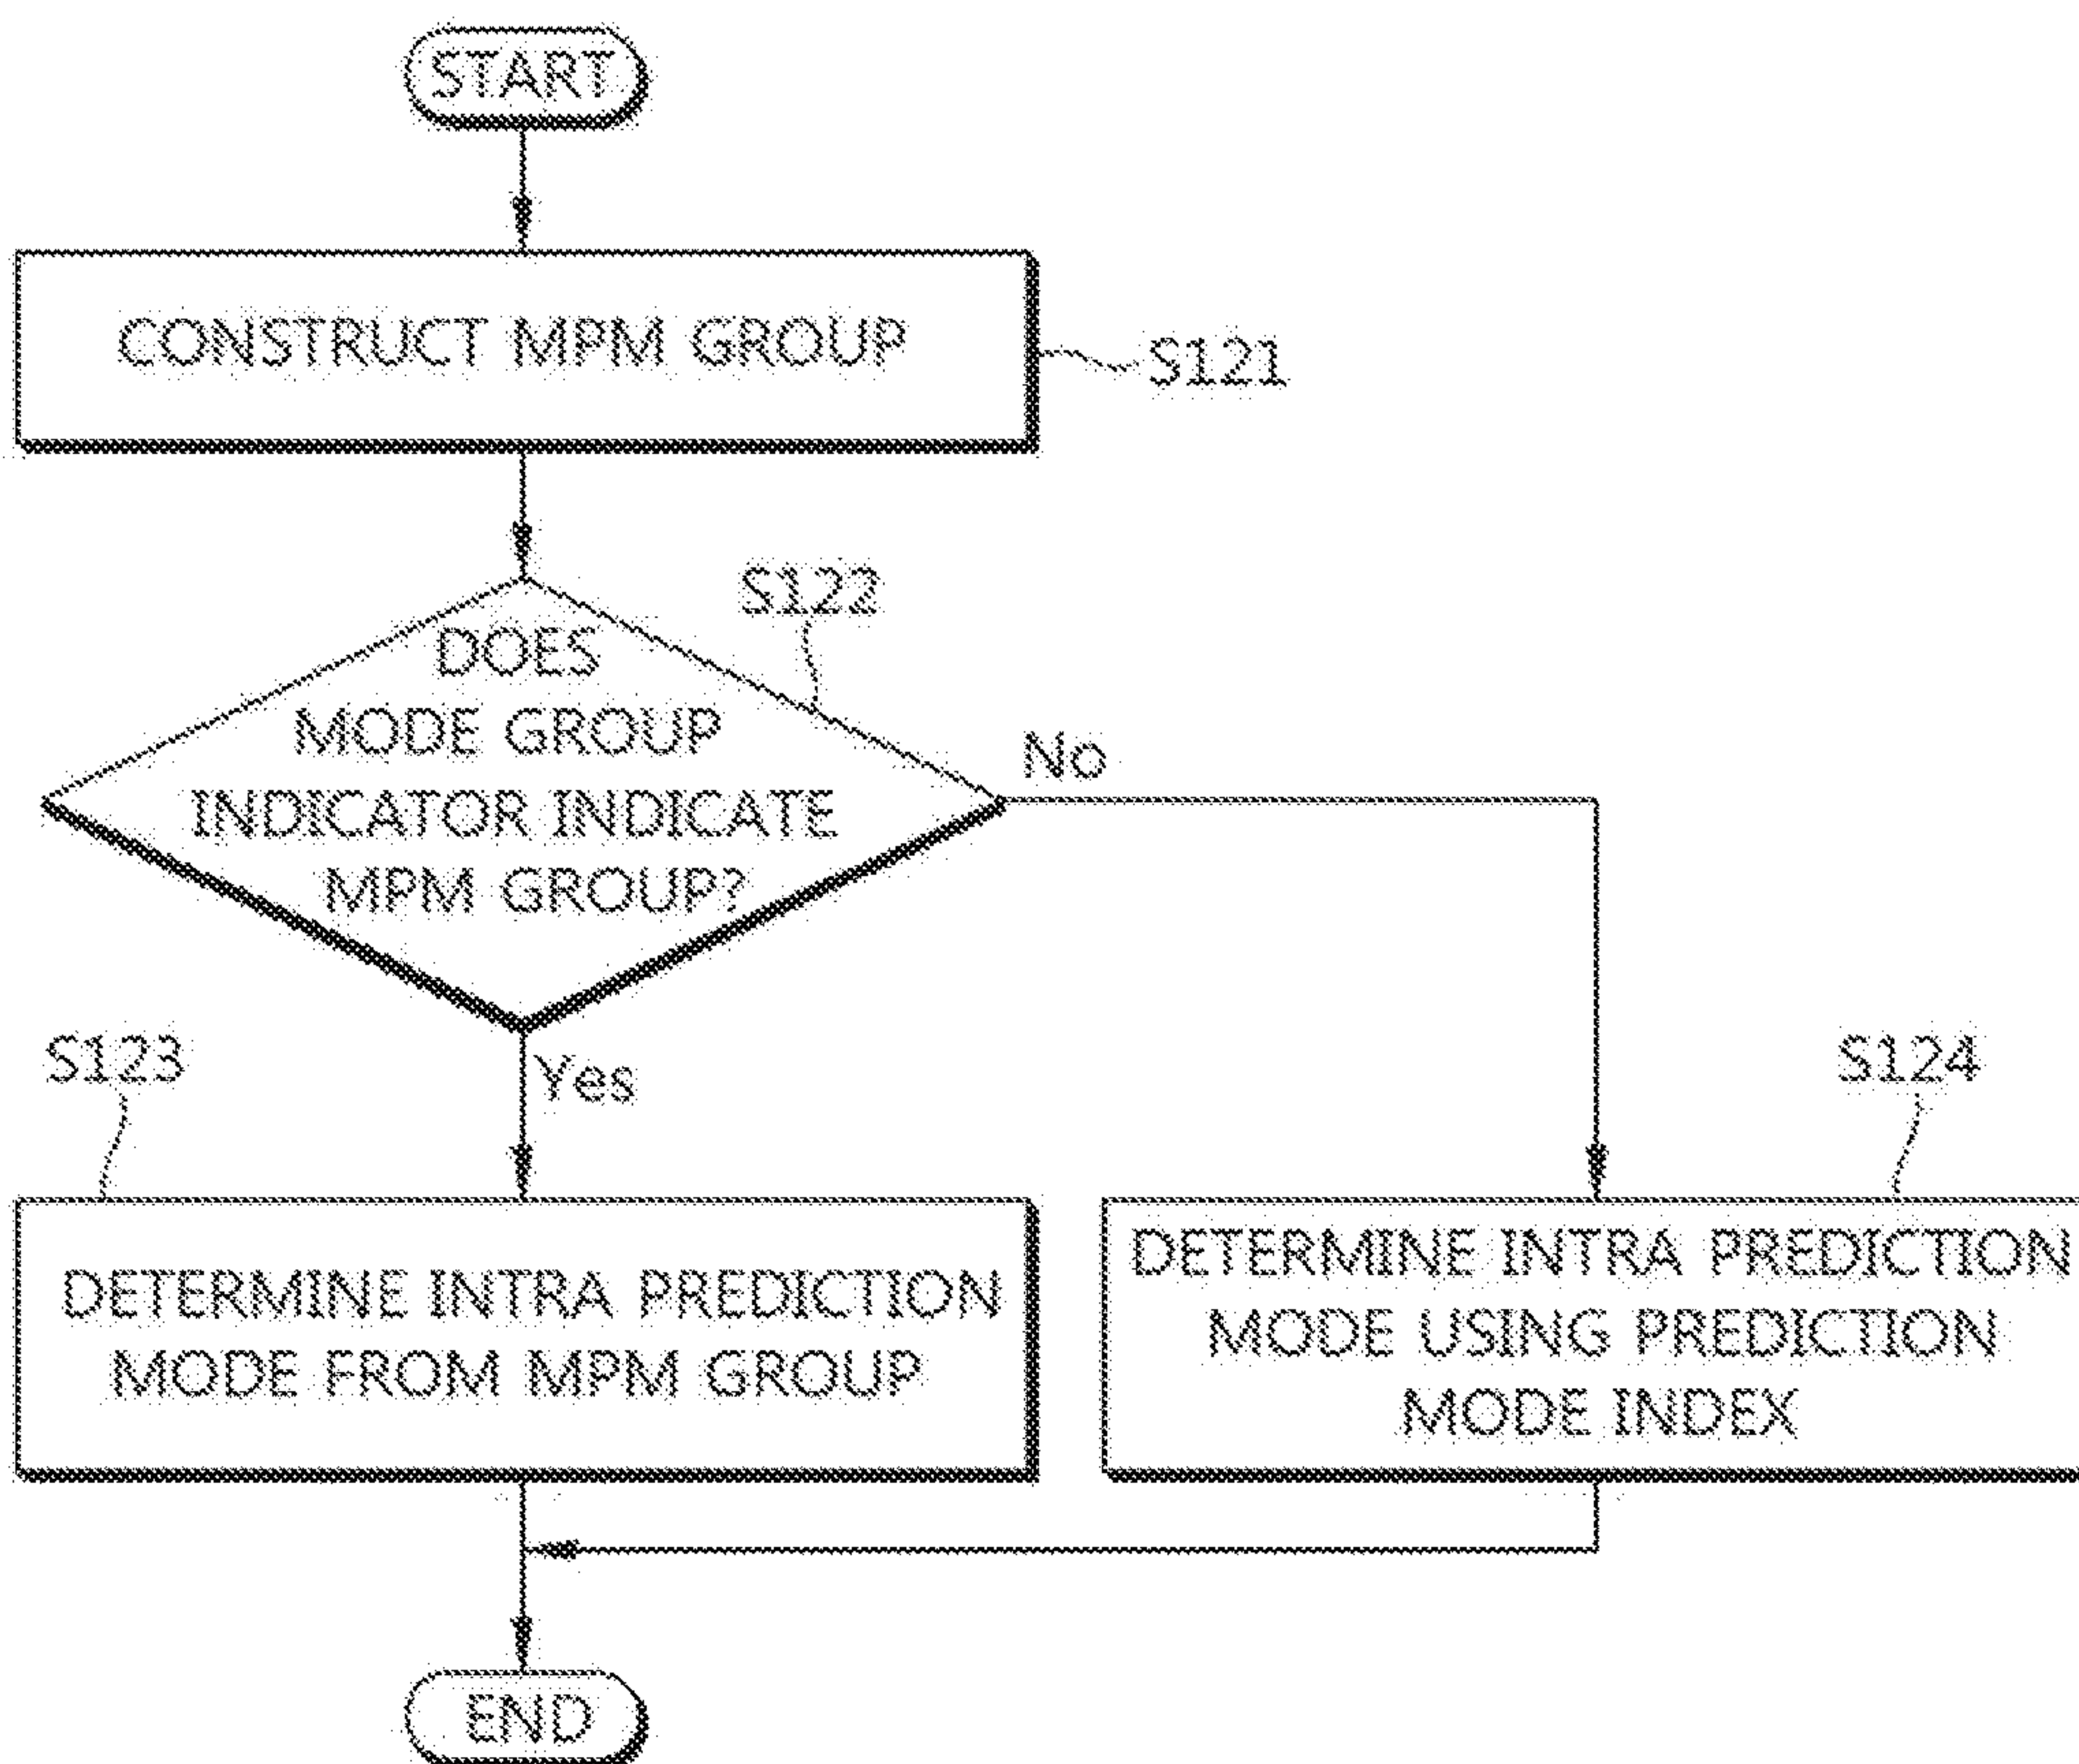 START
CONSTRUCT MPM GROUP
S121
S122
DOES
MODE GROUP
INDICATOR INDICATE
MPM GROUP?
No
Yes
S123
DETERMINE INTRA PREDICTION
MODE FROM MPM GROUP
S124
DETERMINE INTRA PREDICTION
MODE USING PREDICTION
MODE INDEX
END